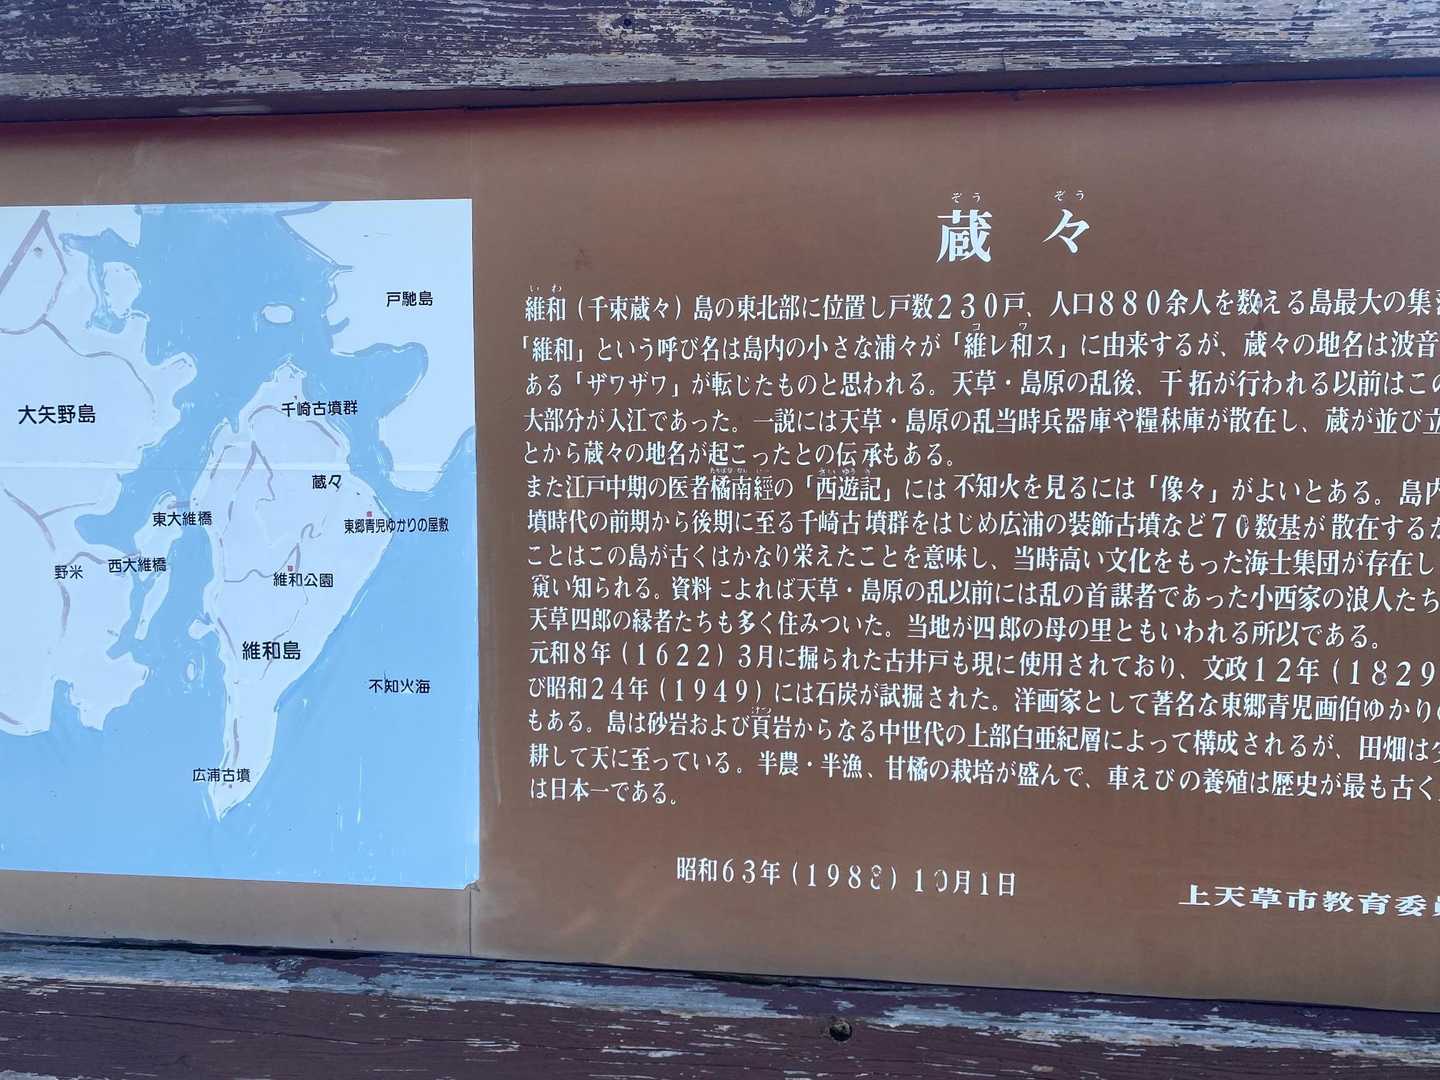 戸馳島
大矢野島
千崎古墳群
蔵々
東大維橋
東郷青児ゆかりの屋敷
野米
西大維橋
維和公園
維和島
不知火海
広浦古墳
ぞう ぞう
蔵々
いわ
維和(千束蔵々)島の東北部に位置し戸数230戸、人口880余人を数える島最大の集
コ ワ
「維和」という呼び名は島内の小さな浦々が「維レ和ス」に由来するが、蔵々の地名は波音
ある「ザワザワ」が転じたものと思われる。天草・島原の乱後、干拓が行われる以前はこの
大部分が入江であった。一説には天草・島原の乱当時兵器庫や糧秣庫が散在し、蔵が並び立
とから蔵々の地名が起こったとの伝承もある。
たちばな なん けい さい ゆう き
また江戸中期の医者橘南經の「西遊記」には不知火を見るには「像々」がよいとある。島内
墳時代の前期から後期に至る千崎古墳群をはじめ広浦の装飾古墳など70数基が散在するが
ことはこの島が古くはかなり栄えたことを意味し、当時高い文化をもった海士集団が存在し
窺い知られる。資料によれば天草・島原の乱以前には乱の首謀者であった小西家の浪人たち
天草四郎の縁者たちも多く住みついた。当地が四郎の母の里ともいわれる所以である。
元和8年(1622)3月に掘られた古井戸も現に使用されており、文政12年(1829
び昭和24年(1949)には石炭が試掘された。洋画家として著名な東郷青児画伯ゆかりの
けつ
もある。島は砂岩および頁岩からなる中世代の上部白亜紀層によって構成されるが、田畑は
耕して天に至っている。半農・半漁、甘橘の栽培が盛んで、車えびの養殖は歴史が最も古く
は日本一である。
昭和63年(1988)10月1日
上天草市教育委